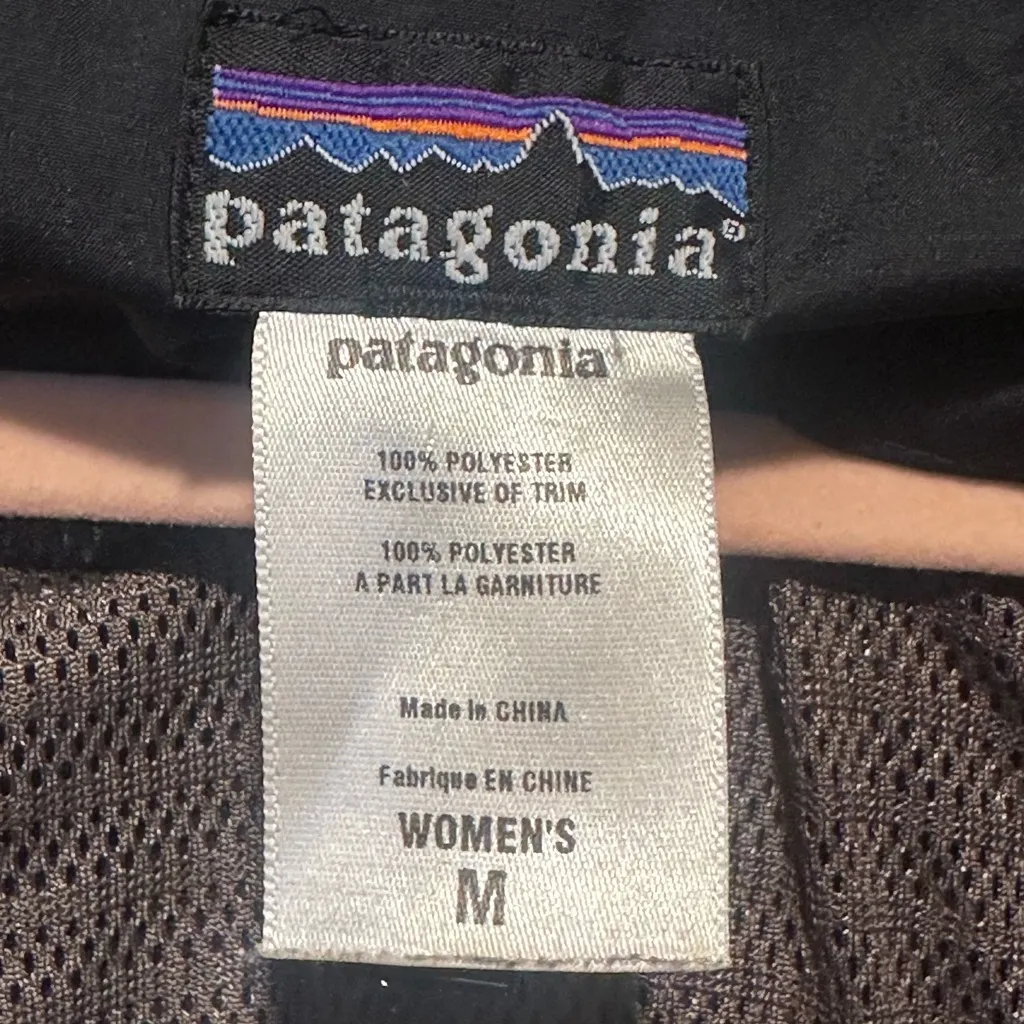 patagonia®
patagonia
100% POLYESTER
EXCLUSIVE OF TRIM
100% POLYESTER
A PART LA GARNITURE
Made in CHINA
Fabrique EN CHINE
WOMEN'S
M